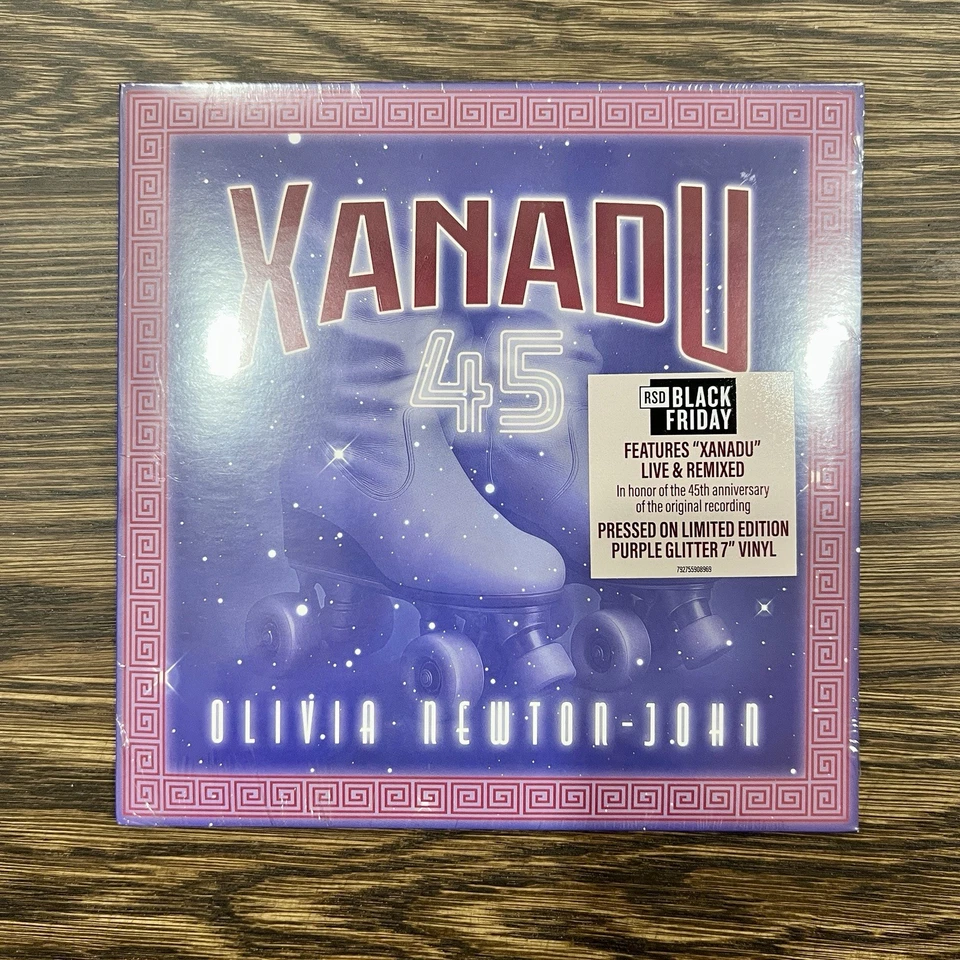 XANADU
45
RSD BLACK
FRIDAY
FEATURES "XANADU"
LIVE & REMIXED
In honor of the 45th anniversary
of the original recording
PRESSED ON LIMITED EDITION
PURPLE GLITTER 7" VINYL
792755908969
OLIVIA NEWTON-JOHN